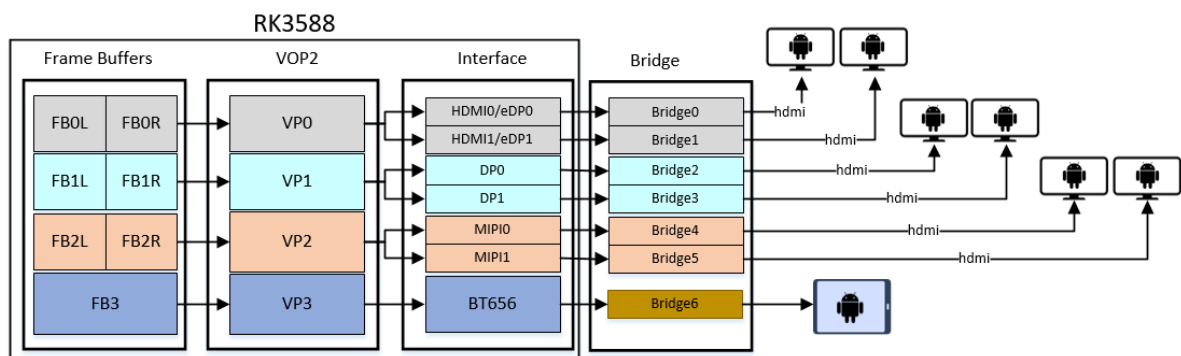 RK3588
Frame Buffers
VOP2
Interface
Bridge
FB0L
FB0R
VP0
HDMI0/eDP0
HDMI1/eDP1
Bridge0
Bridge1
hdmi
hdmi
FB1L
FB1R
VP1
DP0
DP1
Bridge2
Bridge3
hdmi
hdmi
FB2L
FB2R
VP2
MIPI0
MIPI1
Bridge4
Bridge5
hdmi
hdmi
FB3
VP3
BT656
Bridge6